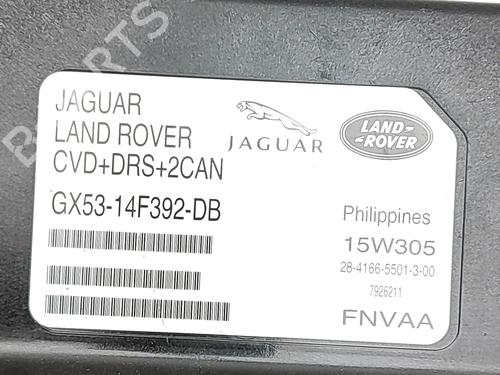 JAGUAR
LAND ROVER
CVD+DRS+2CAN
GX53-14F392-DB
JAGUAR
LAND-
ROVER
Philippines
15W305
28-4166-5501-3-00
7926211
FNVAA
PARTS